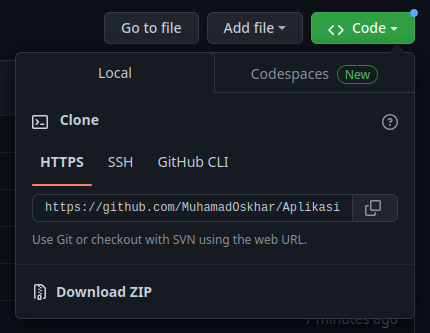 Go to file Add file Code
Local Codespaces New
Clone
HTTPS SSH GitHub CLI
https://github.com/MuhamadOskhar/Aplikasi
Use Git or checkout with SVN using the web URL.
Download ZIP
7 minutes ago